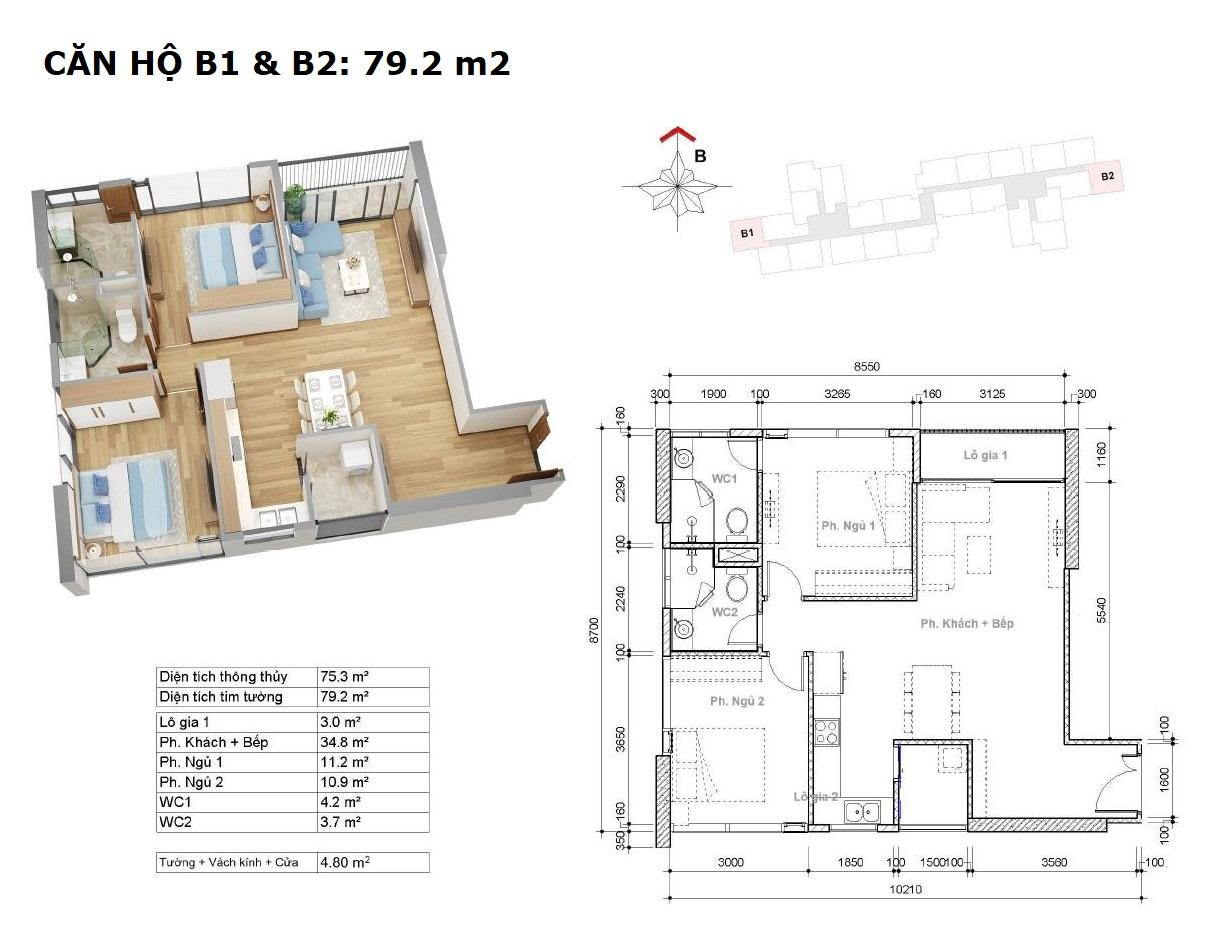 CĂN HỘ B1 & B2: 79.2 m2
B
B1
B2
8550
300 1900 100 3265 160 3125 300
160
2290
100
2240
100
3650
160
350
8700
1160
5540
100
1600
100
WC1
Ph. Ngủ 1
Lô gia 1
WC2
Ph. Khách + Bếp
Ph. Ngủ 2
Lô gia 2
3000 1850 100 1500 100 3560 100
10210
Diện tích thông thủy 75.3 m²
Diện tích tim tường 79.2 m²
Lô gia 1 3.0 m²
Ph. Khách + Bếp 34.8 m²
Ph. Ngủ 1 11.2 m²
Ph. Ngủ 2 10.9 m²
WC1 4.2 m²
WC2 3.7 m²
Tường + Vách kính + Cửa 4.80 m²